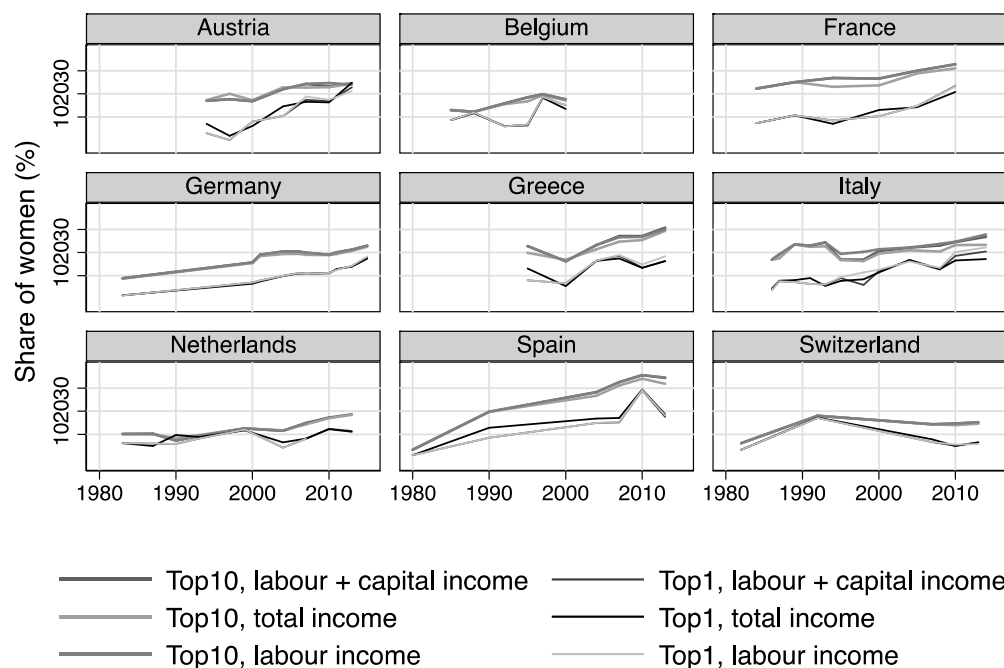 Austria Belgium France
102030
Germany Greece Italy
102030
Share of women (%)
Netherlands Spain Switzerland
102030
1980 1990 2000 2010 1980 1990 2000 2010 1980 1990 2000 2010
Top10, labour + capital income Top1, labour + capital income
Top10, total income Top1, total income
Top10, labour income Top1, labour income